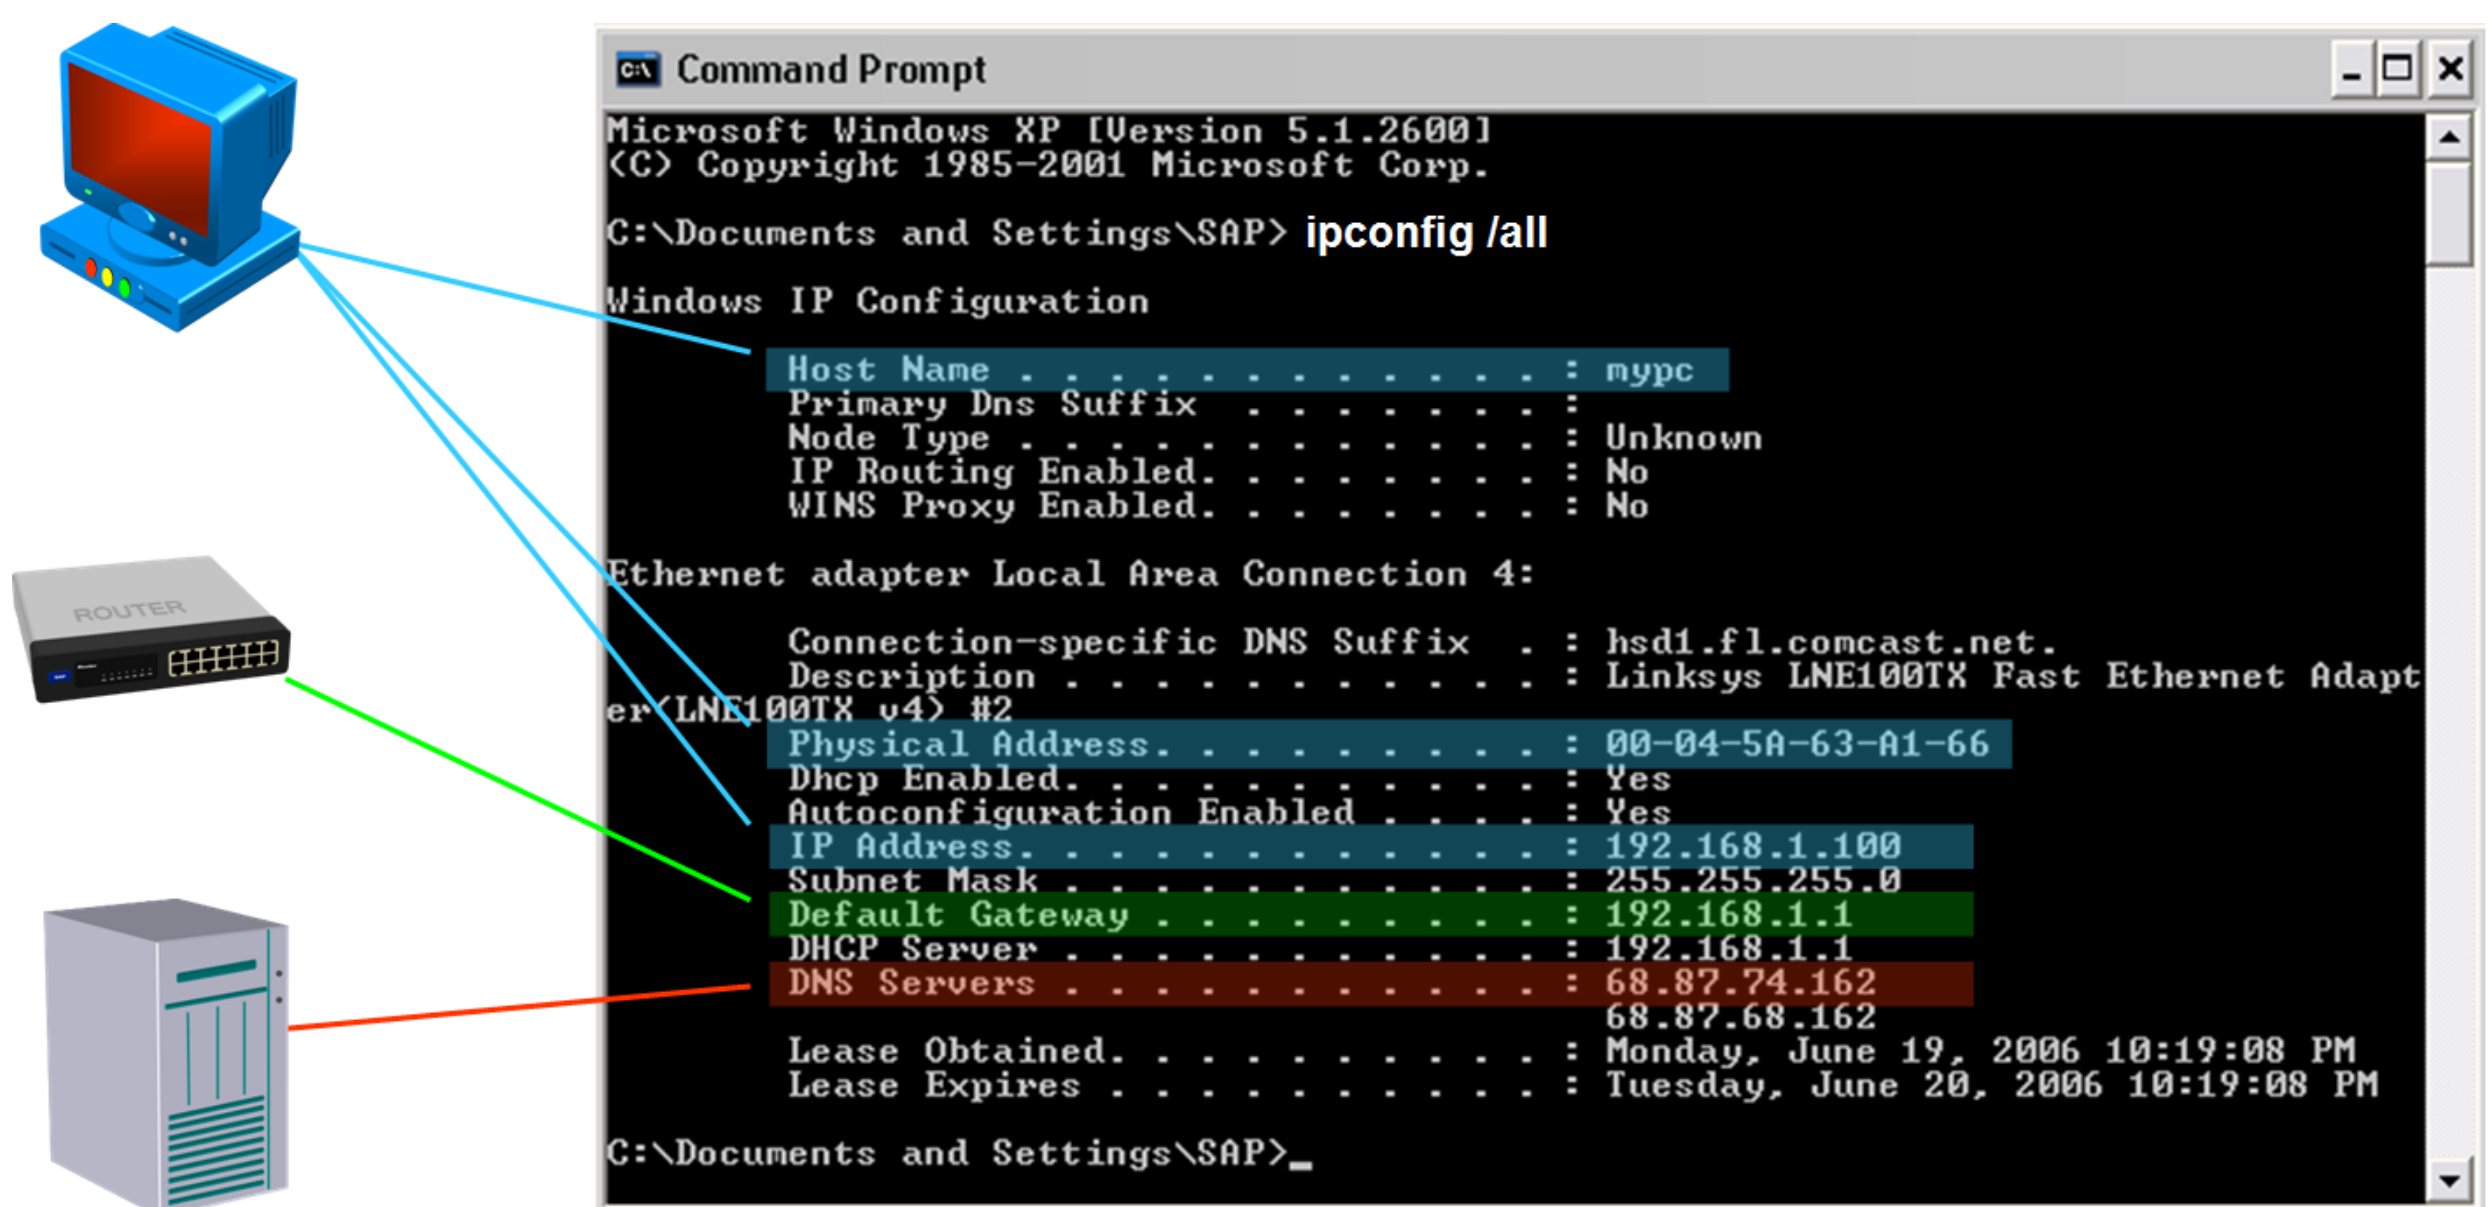 Command Prompt
Microsoft Windows XP [Version 5.1.2600]
(C) Copyright 1985-2001 Microsoft Corp.
C:\Documents and Settings\SAP> ipconfig /all
Windows IP Configuration
Host Name . . . . . . . . . . . . : mypc
Primary Dns Suffix . . . . . . . :
Node Type . . . . . . . . . . . . : Unknown
IP Routing Enabled. . . . . . . . : No
WINS Proxy Enabled. . . . . . . . : No
Ethernet adapter Local Area Connection 4:
Connection-specific DNS Suffix . : hsd1.fl.comcast.net.
Description . . . . . . . . . . . : Linksys LNE100TX Fast Ethernet Adapt
er(LNE100TX v4) #2
Physical Address. . . . . . . . . : 00-04-5A-63-A1-66
Dhcp Enabled. . . . . . . . . . . : Yes
Autoconfiguration Enabled . . . . : Yes
IP Address. . . . . . . . . . . . : 192.168.1.100
Subnet Mask . . . . . . . . . . . : 255.255.255.0
Default Gateway . . . . . . . . . : 192.168.1.1
DHCP Server . . . . . . . . . . . : 192.168.1.1
DNS Servers . . . . . . . . . . . : 68.87.74.162
68.87.68.162
Lease Obtained. . . . . . . . . . : Monday, June 19, 2006 10:19:08 PM
Lease Expires . . . . . . . . . . : Tuesday, June 20, 2006 10:19:08 PM
C:\Documents and Settings\SAP>_
ROUTER